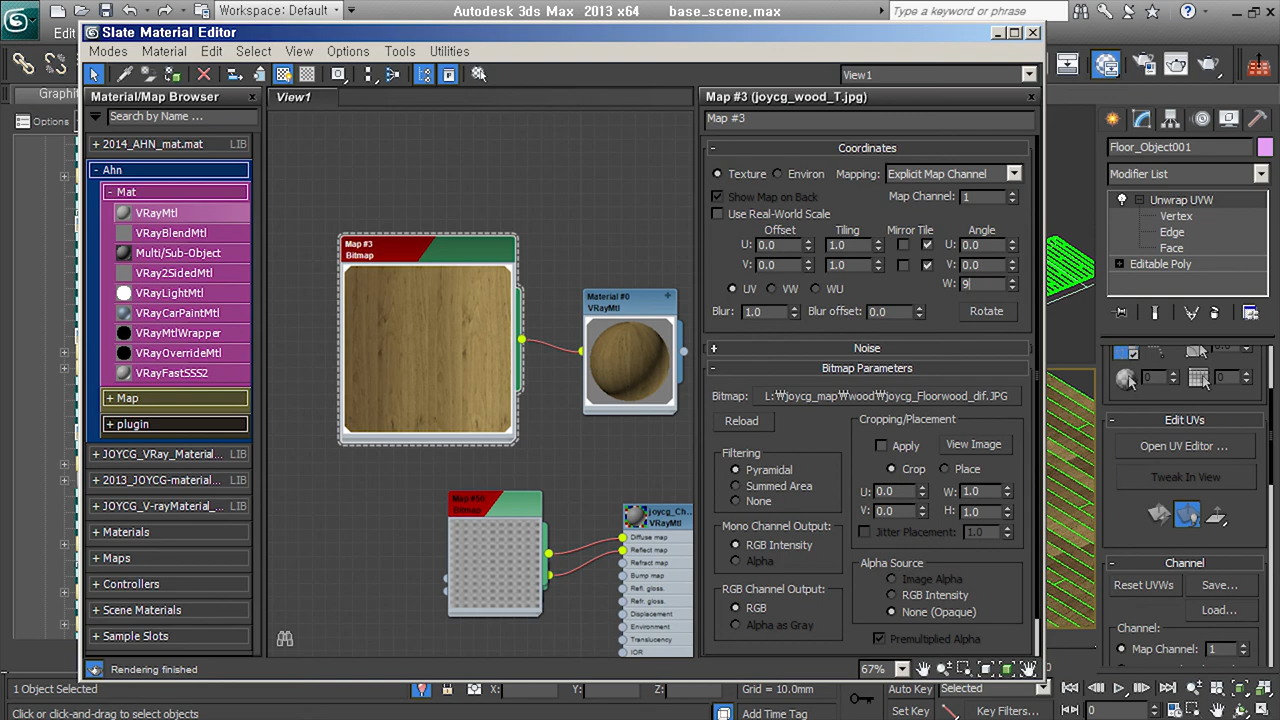 Workspace: Default
Autodesk 3ds Max  2013 x64    base_scene.max
Type a keyword or phrase
Slate Material Editor
Modes Material Edit Select View Options Tools Utilities
View1
Material/Map Browser
View1
Map #3 (joycg_wood_T.jpg)
Graphit
Options
Search by Name ...
Map #3
+ 2014_AHN_mat.mat LIB
- Ahn
- Mat
VRayMtl
VRayBlendMtl
Multi/Sub-Object
VRay2SidedMtl
VRayLightMtl
VRayCarPaintMtl
VRayMtlWrapper
VRayOverrideMtl
VRayFastSSS2
+ Map
+ plugin
+ JOYCG_VRay_Material... LIB
+ 2013_JOYCG-material... LIB
+ JOYCG_V-rayMaterial_... LIB
+ Materials
+ Maps
+ Controllers
+ Scene Materials
+ Sample Slots
Map #3
Bitmap
Material #0
VRayMtl
Map #50
Bitmap
joycg_Ch...
VRayMtl
Diffuse map
Reflect map
Refract map
Bump map
Refl. gloss.
Refr. gloss.
Displacement
Environment
Translucency
IOR
- Coordinates
Texture Environ Mapping: Explicit Map Channel
Show Map on Back Map Channel: 1
Use Real-World Scale
Offset Tiling Mirror Tile Angle
U: 0.0 1.0 U: 0.0
V: 0.0 1.0 V: 0.0
UV VW WU W: 9
Blur: 1.0 Blur offset: 0.0 Rotate
+ Noise
- Bitmap Parameters
Bitmap: L:₩joycg_map₩wood₩joycg_Floorwood_dif.JPG
Reload
Cropping/Placement
Apply View Image
Crop Place
U: 0.0 W: 1.0
V: 0.0 H: 1.0
Jitter Placement: 1.0
Filtering
Pyramidal
Summed Area
None
Mono Channel Output:
RGB Intensity
Alpha
RGB Channel Output:
RGB
Alpha as Gray
Alpha Source
Image Alpha
RGB Intensity
None (Opaque)
Premultiplied Alpha
Floor_Object001
Modifier List
- Unwrap UVW
Vertex
Edge
Face
+ Editable Poly
0 0
- Edit UVs
Open UV Editor ...
Tweak In View
- Channel
Reset UVWs Save...
Load...
Channel:
Map Channel: 1
Rendering finished
67%
1 Object Selected X: Y: Z: Grid = 10.0mm
Auto Key Selected
Click or click-and-drag to select objects
Add Time Tag
Set Key Key Filters... 0